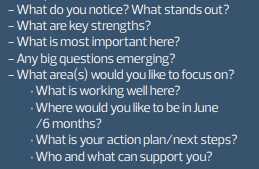 – What do you notice? What stands out?
– What are key strengths?
– What is most important here?
– Any big questions emerging?
– What area(s) would you like to focus on?
· What is working well here?
· Where would you like to be in June
/6 months?
· What is your action plan/next steps?
· Who and what can support you?